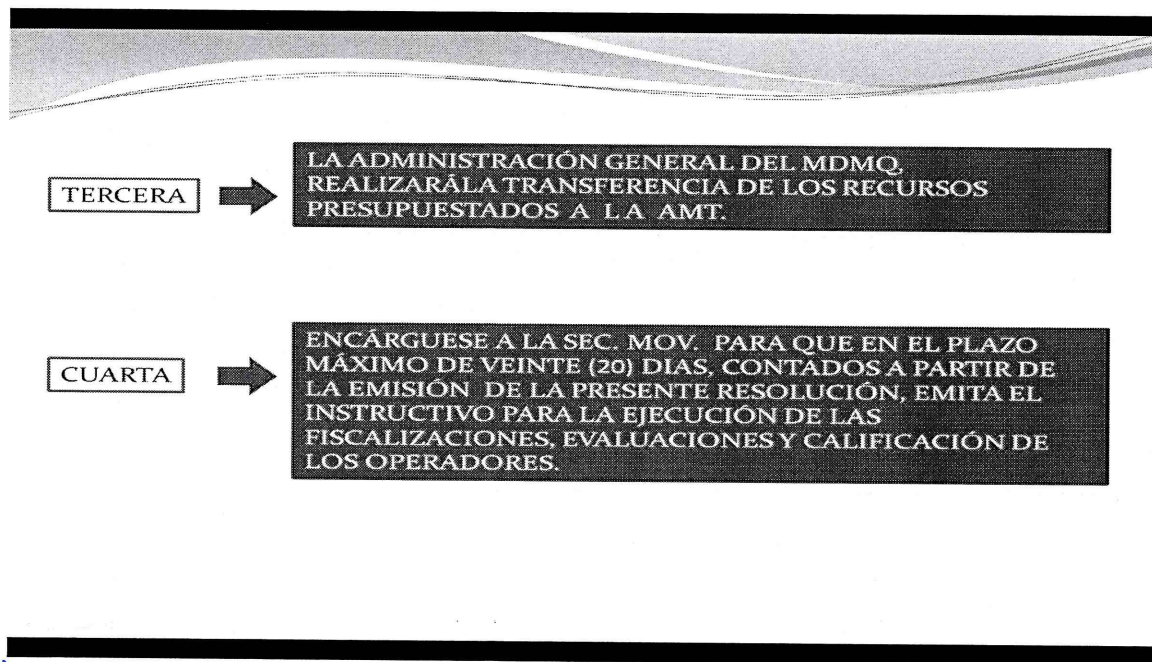 TERCERA
LA ADMINISTRACIÓN GENERAL DEL MDMQ,
REALIZARÁLA TRANSFERENCIA DE LOS RECURSOS
PRESUPUESTADOS A L A AMT.
CUARTA
ENCÁRGUESE A LA SEC. MOV. PARA QUE EN EL PLAZO
MÁXIMO DE VEINTE (20) DIAS, CONTADOS A PARTIR DE
LA EMISIÓN DE LA PRESENTE RESOLUCIÓN, EMITA EL
INSTRUCTIVO PARA LA EJECUCIÓN DE LAS
FISCALIZACIONES, EVALUACIONES Y CALIFICACIÓN DE
LOS OPERADORES.